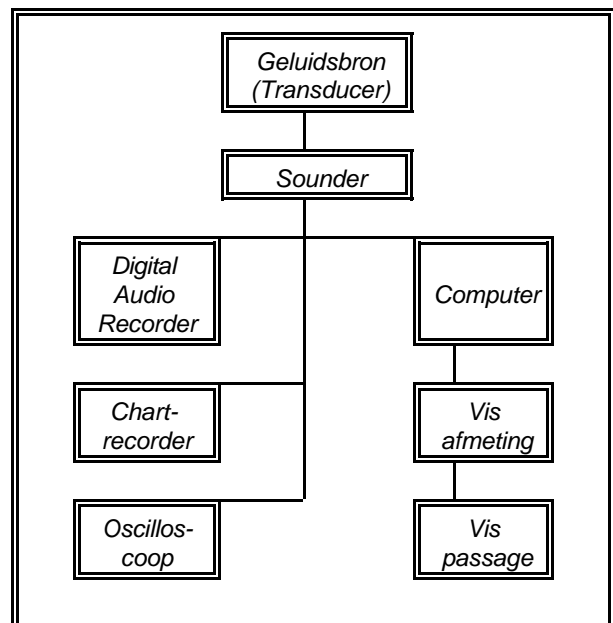 Geluidsbron
(Transducer)
Sounder
Digital
Audio
Recorder
Computer
Chart-
recorder
Vis
afmeting
Oscillos-
coop
Vis
passage